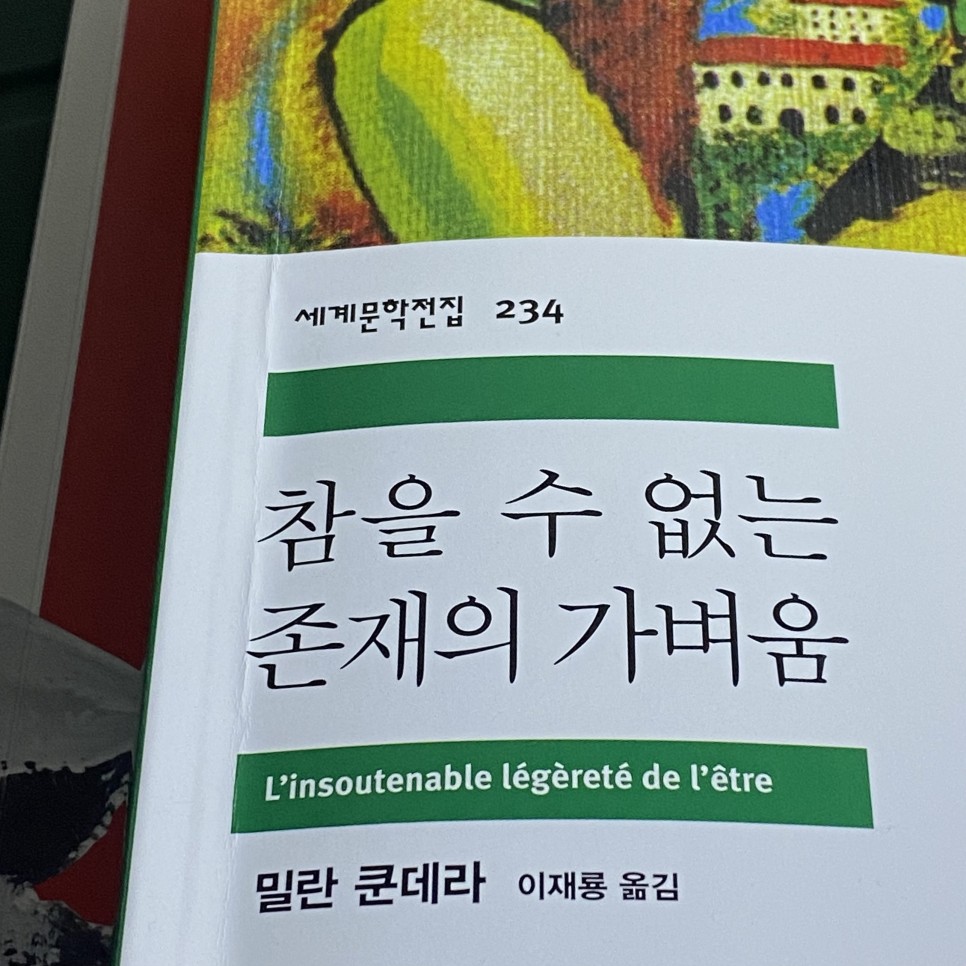 세계문학전집 234
참을 수 없는
존재의 가벼움
L'insoutenable légèreté de l'être
밀란 쿤데라 이재룡 옮김